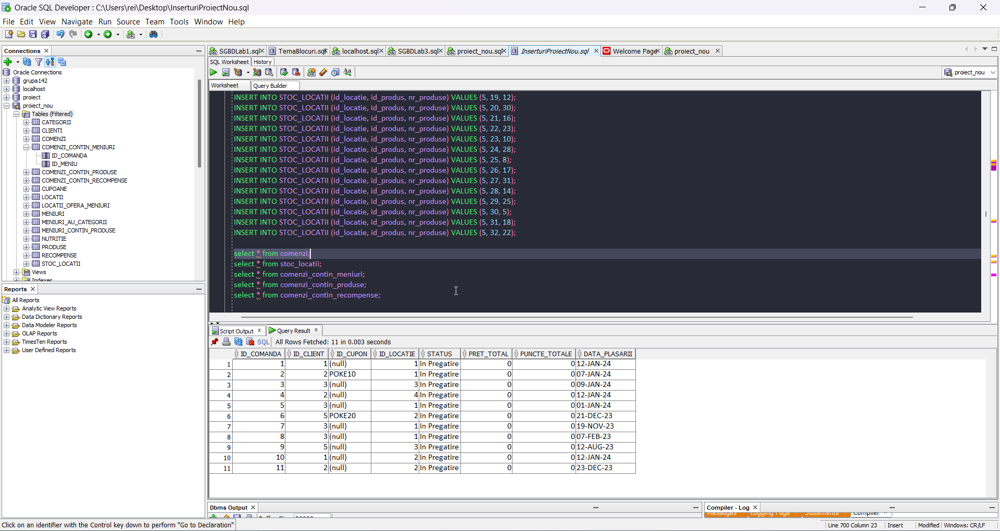 Oracle SQL Developer : C:\Users\rei\Desktop\InserturiProiectNou.sql
File Edit View Navigate Run Source Team Tools Window Help
Connections
Oracle Connections
grupa142
localhost
proiect
proiect_nou
Tables (Filtered)
CATEGORII
CLIENTI
COMENZI
COMENZI_CONTIN_MENIURI
ID_COMANDA
ID_MENIU
COMENZI_CONTIN_PRODUSE
COMENZI_CONTIN_RECOMPENSE
CUPOANE
LOCATII
LOCATII_OFERA_MENIURI
MENIURI
MENIURI_AU_CATEGORII
MENIURI_CONTIN_PRODUSE
NUTRITIE
PRODUSE
RECOMPENSE
STOC_LOCATII
Views
Indexes
Reports
All Reports
Analytic View Reports
Data Dictionary Reports
Data Modeler Reports
OLAP Reports
TimesTen Reports
User Defined Reports
SGBDLab1.sql TemaBlocuri.sql localhost.sql SGBDLab3.sql proiect_nou.sql InserturiProiectNou.sql Welcome Page proiect_nou
SQL Worksheet History
proiect_nou
Worksheet Query Builder
INSERT INTO STOC_LOCATII (id_locatie, id_produs, nr_produse) VALUES (5, 19, 12);
INSERT INTO STOC_LOCATII (id_locatie, id_produs, nr_produse) VALUES (5, 20, 30);
INSERT INTO STOC_LOCATII (id_locatie, id_produs, nr_produse) VALUES (5, 21, 16);
INSERT INTO STOC_LOCATII (id_locatie, id_produs, nr_produse) VALUES (5, 22, 23);
INSERT INTO STOC_LOCATII (id_locatie, id_produs, nr_produse) VALUES (5, 23, 10);
INSERT INTO STOC_LOCATII (id_locatie, id_produs, nr_produse) VALUES (5, 24, 28);
INSERT INTO STOC_LOCATII (id_locatie, id_produs, nr_produse) VALUES (5, 25, 8);
INSERT INTO STOC_LOCATII (id_locatie, id_produs, nr_produse) VALUES (5, 26, 17);
INSERT INTO STOC_LOCATII (id_locatie, id_produs, nr_produse) VALUES (5, 27, 31);
INSERT INTO STOC_LOCATII (id_locatie, id_produs, nr_produse) VALUES (5, 28, 14);
INSERT INTO STOC_LOCATII (id_locatie, id_produs, nr_produse) VALUES (5, 29, 25);
INSERT INTO STOC_LOCATII (id_locatie, id_produs, nr_produse) VALUES (5, 30, 5);
INSERT INTO STOC_LOCATII (id_locatie, id_produs, nr_produse) VALUES (5, 31, 18);
INSERT INTO STOC_LOCATII (id_locatie, id_produs, nr_produse) VALUES (5, 32, 22);
select * from comenzi;
select * from stoc_locatii;
select * from comenzi_contin_meniuri;
select * from comenzi_contin_produse;
select * from comenzi_contin_recompense;
Script Output Query Result
SQL All Rows Fetched: 11 in 0.003 seconds
ID_COMANDA ID_CLIENT ID_CUPON ID_LOCATIE STATUS PRET_TOTAL PUNCTE_TOTALE DATA_PLASARII
1 1 1 (null) 1 In Pregatire 0 0 12-JAN-24
2 2 2 POKE10 1 In Pregatire 0 0 07-JAN-24
3 3 3 (null) 3 In Pregatire 0 0 09-JAN-24
4 4 2 (null) 4 In Pregatire 0 0 12-JAN-24
5 5 3 (null) 1 In Pregatire 0 0 01-JAN-24
6 6 5 POKE20 2 In Pregatire 0 0 21-DEC-23
7 7 3 (null) 1 In Pregatire 0 0 19-NOV-23
8 8 3 (null) 1 In Pregatire 0 0 07-FEB-23
9 9 5 (null) 3 In Pregatire 0 0 12-AUG-23
10 10 1 (null) 2 In Pregatire 0 0 12-JAN-24
11 11 2 (null) 2 In Pregatire 0 0 23-DEC-23
Dbms Output
Compiler - Log
Messages Logging Page Statements Compiler
Click on an identifier with the Control key down to perform "Go to Declaration"
Line 700 Column 23 Insert Modified Windows: CR/LF